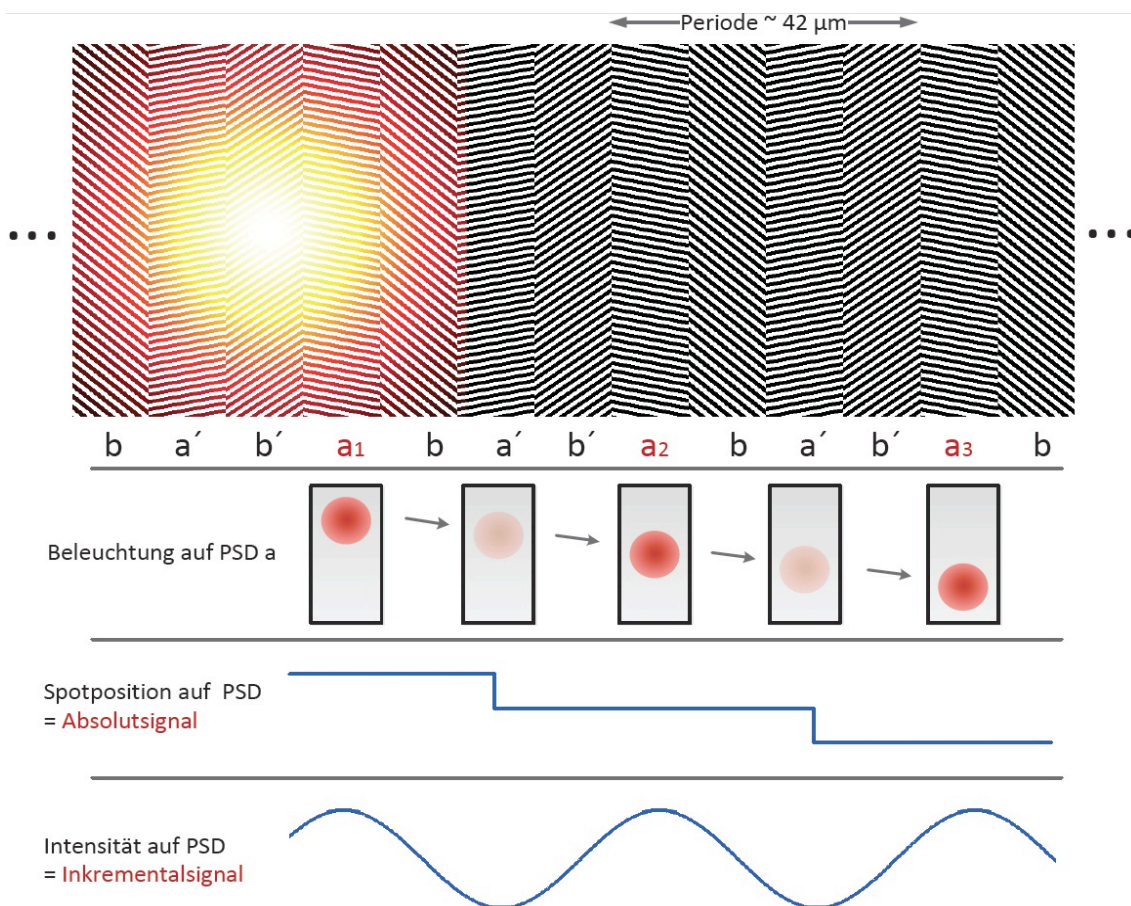 Periode ~ 42 µm
... ...
b a´ b´ a1 b a´ b´ a2 b a´ b´ a3 b
Beleuchtung auf PSD a
Spotposition auf PSD
= Absolutsignal
Intensität auf PSD
= Inkrementalsignal